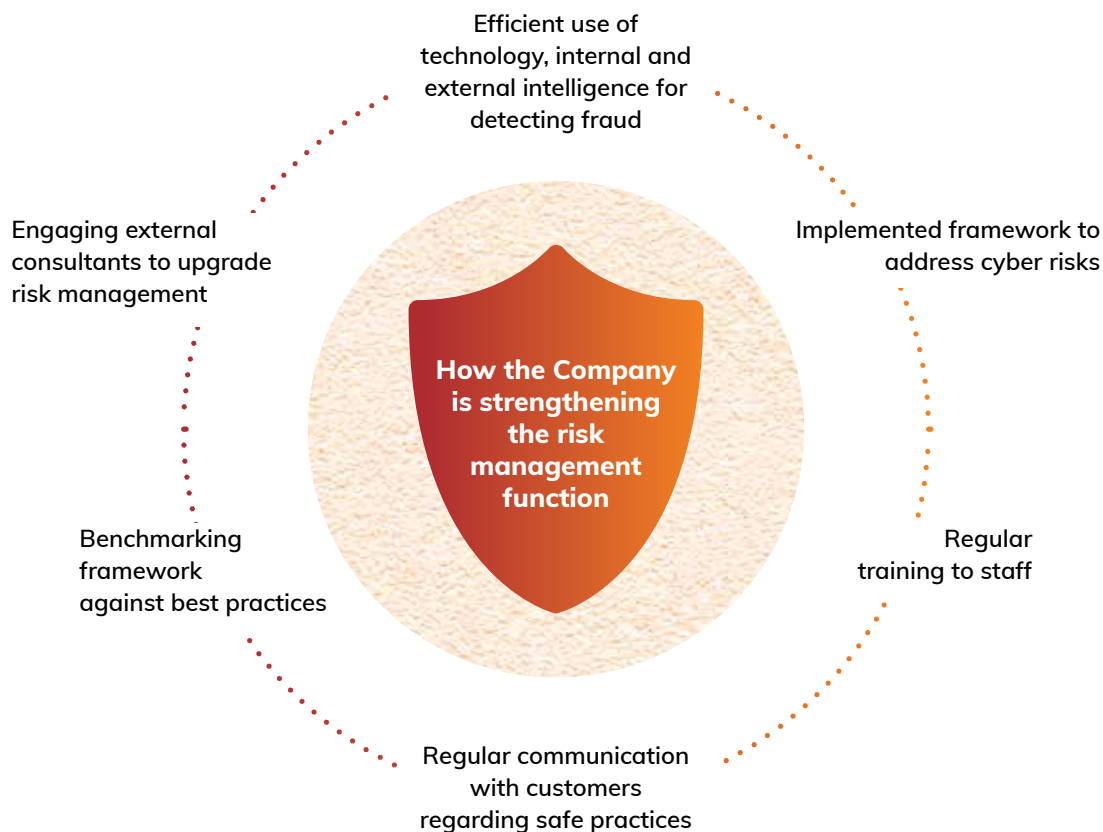 Efficient use of
technology, internal and
external intelligence for
detecting fraud
Implemented framework to
address cyber risks
Regular
training to staff
Regular communication
with customers
regarding safe practices
Benchmarking
framework
against best practices
Engaging external
consultants to upgrade
risk management
How the Company
is strengthening
the risk
management
function